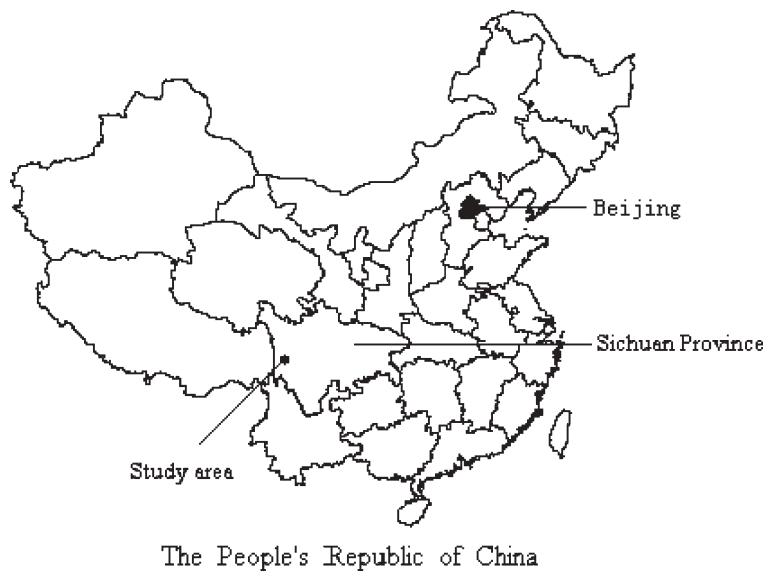 Beijing
Sichuan Province
Study area
The People's Republic of China